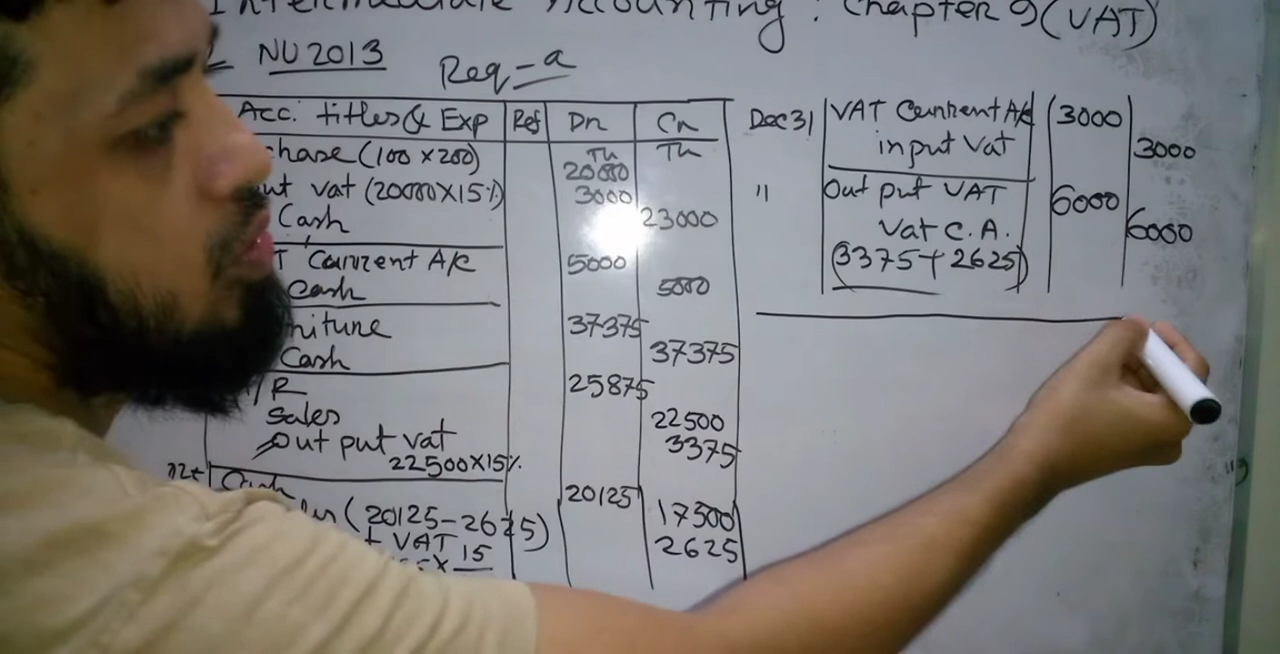 Intermediate Accounting : Chapter 9 (VAT)
NU 2013
Req-a
Acc. titles & Exp Ref Dr Cr
Tk Tk
chase (100 × 200) 20000
ut vat (20000×15%) 3000
Cash 23000
T Current A/C 5000
Cash 5000
niture 37375
Cash 37375
/R 25875
Sales 22500
Out put vat 3375
22500×15%
Cash 20125
(20125-2625) 17500
VAT 2625
× 15
Dec 31 VAT Current A/C 3000
input Vat 3000
" Out put VAT 6000
Vat C.A. 6000
(3375+2625)